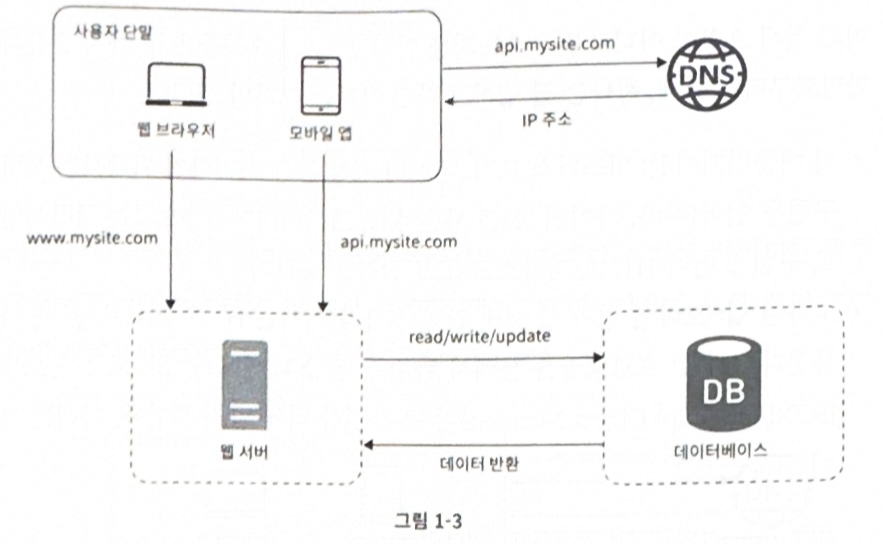 사용자 단말
api.mysite.com
DNS
IP 주소
웹 브라우저
모바일 앱
www.mysite.com
api.mysite.com
read/write/update
DB
웹 서버
데이터베이스
데이터 반환
그림 1-3